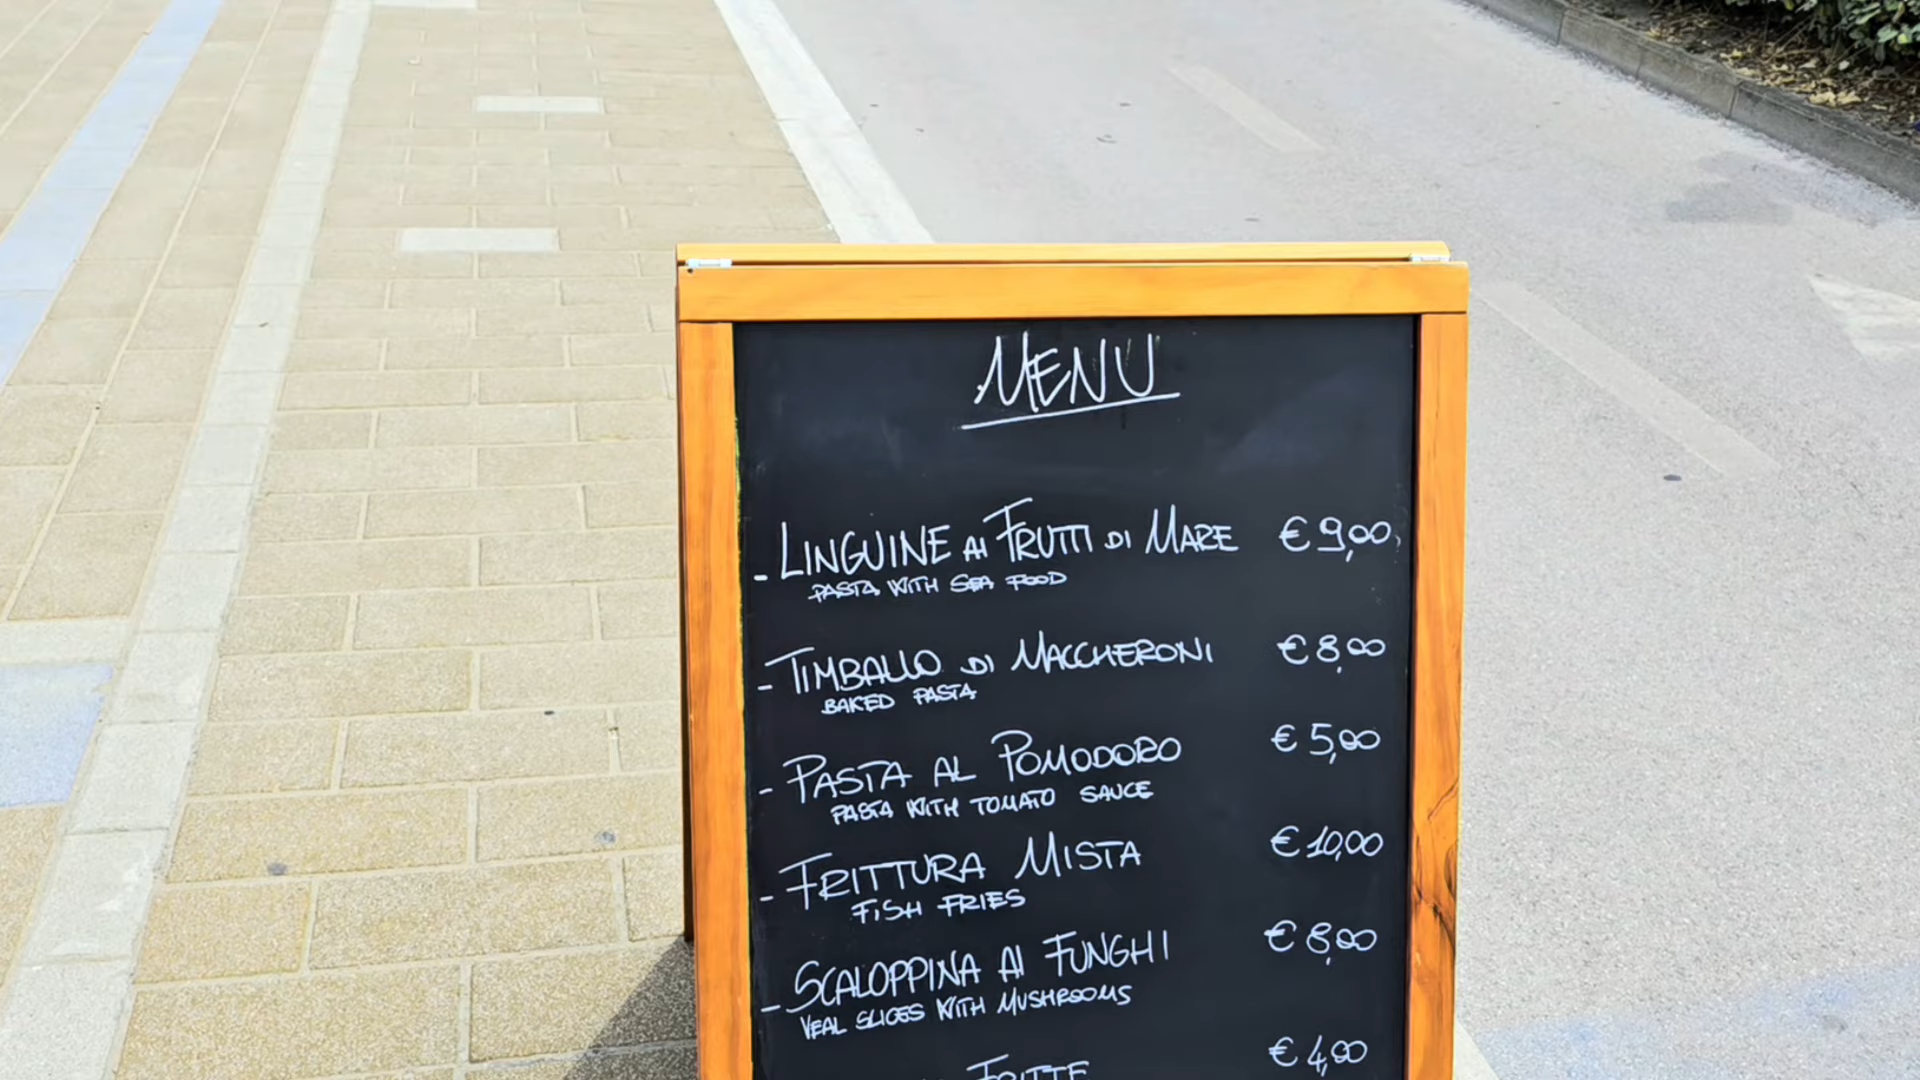 MENU
- LINGUINE AI FRUTTI DI MARE € 9,00
PASTA WITH SEA FOOD
- TIMBALLO DI MACCHERONI € 8,00
BAKED PASTA
- PASTA AL POMODORO € 5,00
PASTA WITH TOMATO SAUCE
- FRITTURA MISTA € 10,00
FISH FRIES
- SCALOPPINA AI FUNGHI € 8,00
VEAL SLICES WITH MUSHROOMS
FRITTE € 4,00